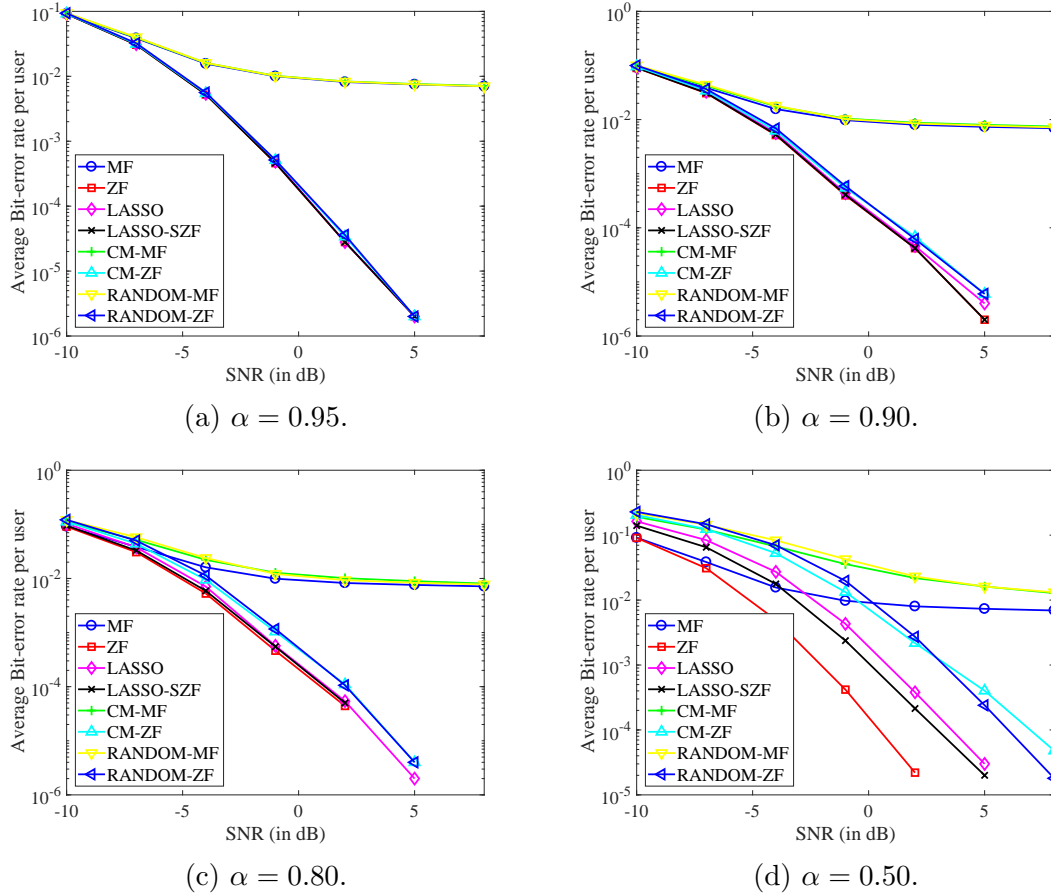 10^-1
10^-2
10^-3
10^-4
10^-5
10^-6
Average Bit-error rate per user
MF
ZF
LASSO
LASSO-SZF
CM-MF
CM-ZF
RANDOM-MF
RANDOM-ZF
-10 -5 0 5
SNR (in dB)
(a) α = 0.95.
10^0
10^-2
10^-4
10^-6
Average Bit-error rate per user
MF
ZF
LASSO
LASSO-SZF
CM-MF
CM-ZF
RANDOM-MF
RANDOM-ZF
-10 -5 0 5
SNR (in dB)
(b) α = 0.90.
10^0
10^-2
10^-4
10^-6
Average Bit-error rate per user
MF
ZF
LASSO
LASSO-SZF
CM-MF
CM-ZF
RANDOM-MF
RANDOM-ZF
-10 -5 0 5
SNR (in dB)
(c) α = 0.80.
10^0
10^-1
10^-2
10^-3
10^-4
10^-5
Average Bit-error rate per user
MF
ZF
LASSO
LASSO-SZF
CM-MF
CM-ZF
RANDOM-MF
RANDOM-ZF
-10 -5 0 5
SNR (in dB)
(d) α = 0.50.